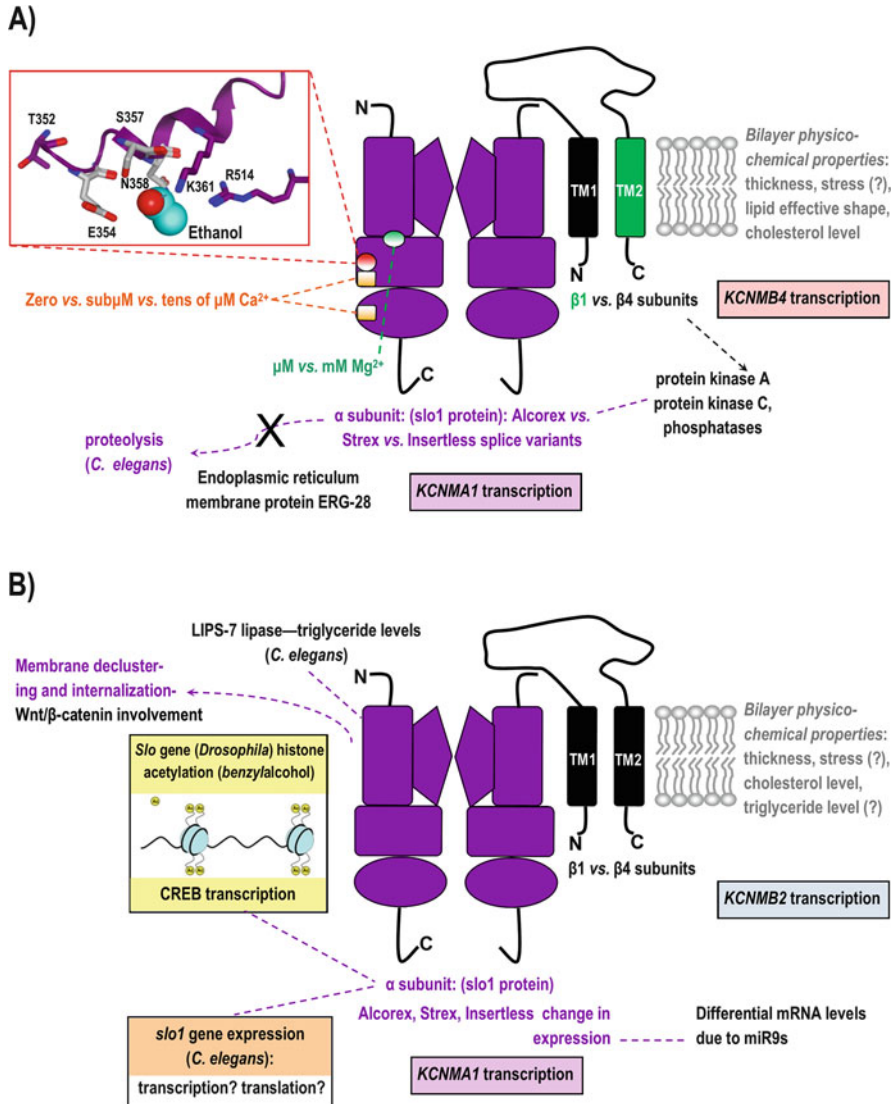 A)
T352
S357
N358
K361
R514
E354
Ethanol
N
TM1
TM2
N
C
Bilayer physico-
chemical properties:
thickness, stress (?),
lipid effective shape,
cholesterol level
Zero vs. subμM vs. tens of μM Ca2+
β1 vs. β4 subunits
KCNMB4 transcription
μM vs. mM Mg2+
C
protein kinase A
protein kinase C,
phosphatases
α subunit: (slo1 protein): Alcorex vs.
Strex vs. Insertless splice variants
X
proteolysis
(C. elegans)
Endoplasmic reticulum
membrane protein ERG-28
KCNMA1 transcription
B)
LIPS-7 lipase—triglyceride levels
(C. elegans)
Membrane decluster-
ing and internalization-
Wnt/β-catenin involvement
N
TM1
TM2
N
C
Bilayer physico-
chemical properties:
thickness, stress (?),
cholesterol level,
triglyceride level (?)
Slo gene (Drosophila) histone
acetylation (benzylalcohol)
CREB transcription
β1 vs. β4 subunits
KCNMB2 transcription
C
α subunit: (slo1 protein)
Alcorex, Strex, Insertless change in
expression
Differential mRNA levels
due to miR9s
slo1 gene expression
(C. elegans):
transcription? translation?
KCNMA1 transcription